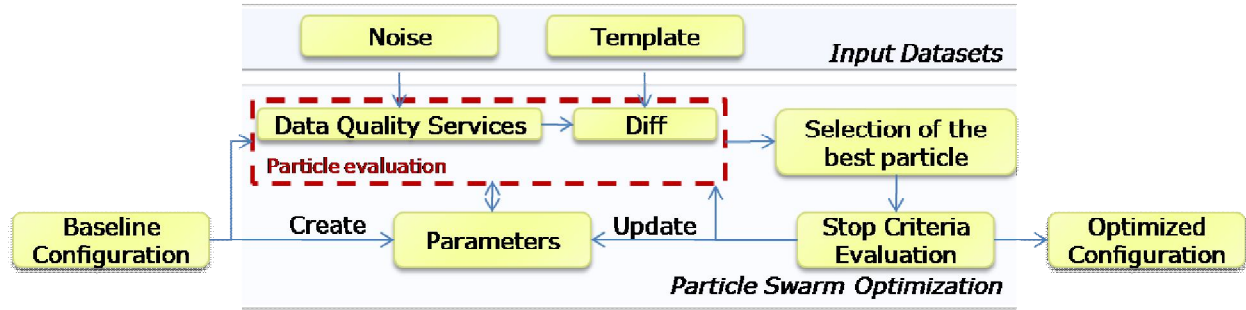 Noise
Template
Input Datasets
Data Quality Services
Diff
Particle evaluation
Selection of the
best particle
Baseline
Configuration
Create
Parameters
Update
Stop Criteria
Evaluation
Optimized
Configuration
Particle Swarm Optimization